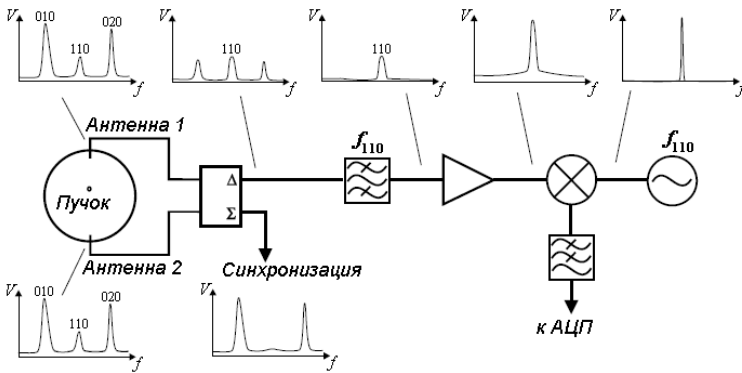 V 010 110 020 f
V 110 f
V 110 f
V f
V f
Антенна 1
f110
f110
Δ
Пучок
Σ
Антенна 2
Синхронизация
V 010 110 020 f
V f
к АЦП